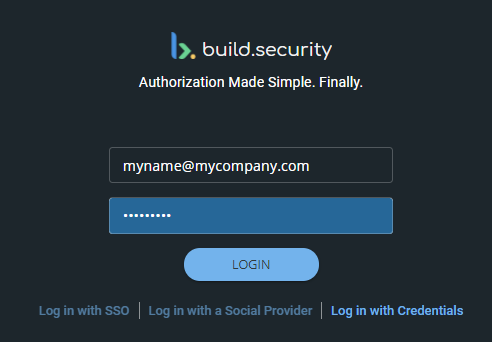 build.security
Authorization Made Simple. Finally.
myname@mycompany.com
•••••••••
LOGIN
Log in with SSO | Log in with a Social Provider | Log in with Credentials